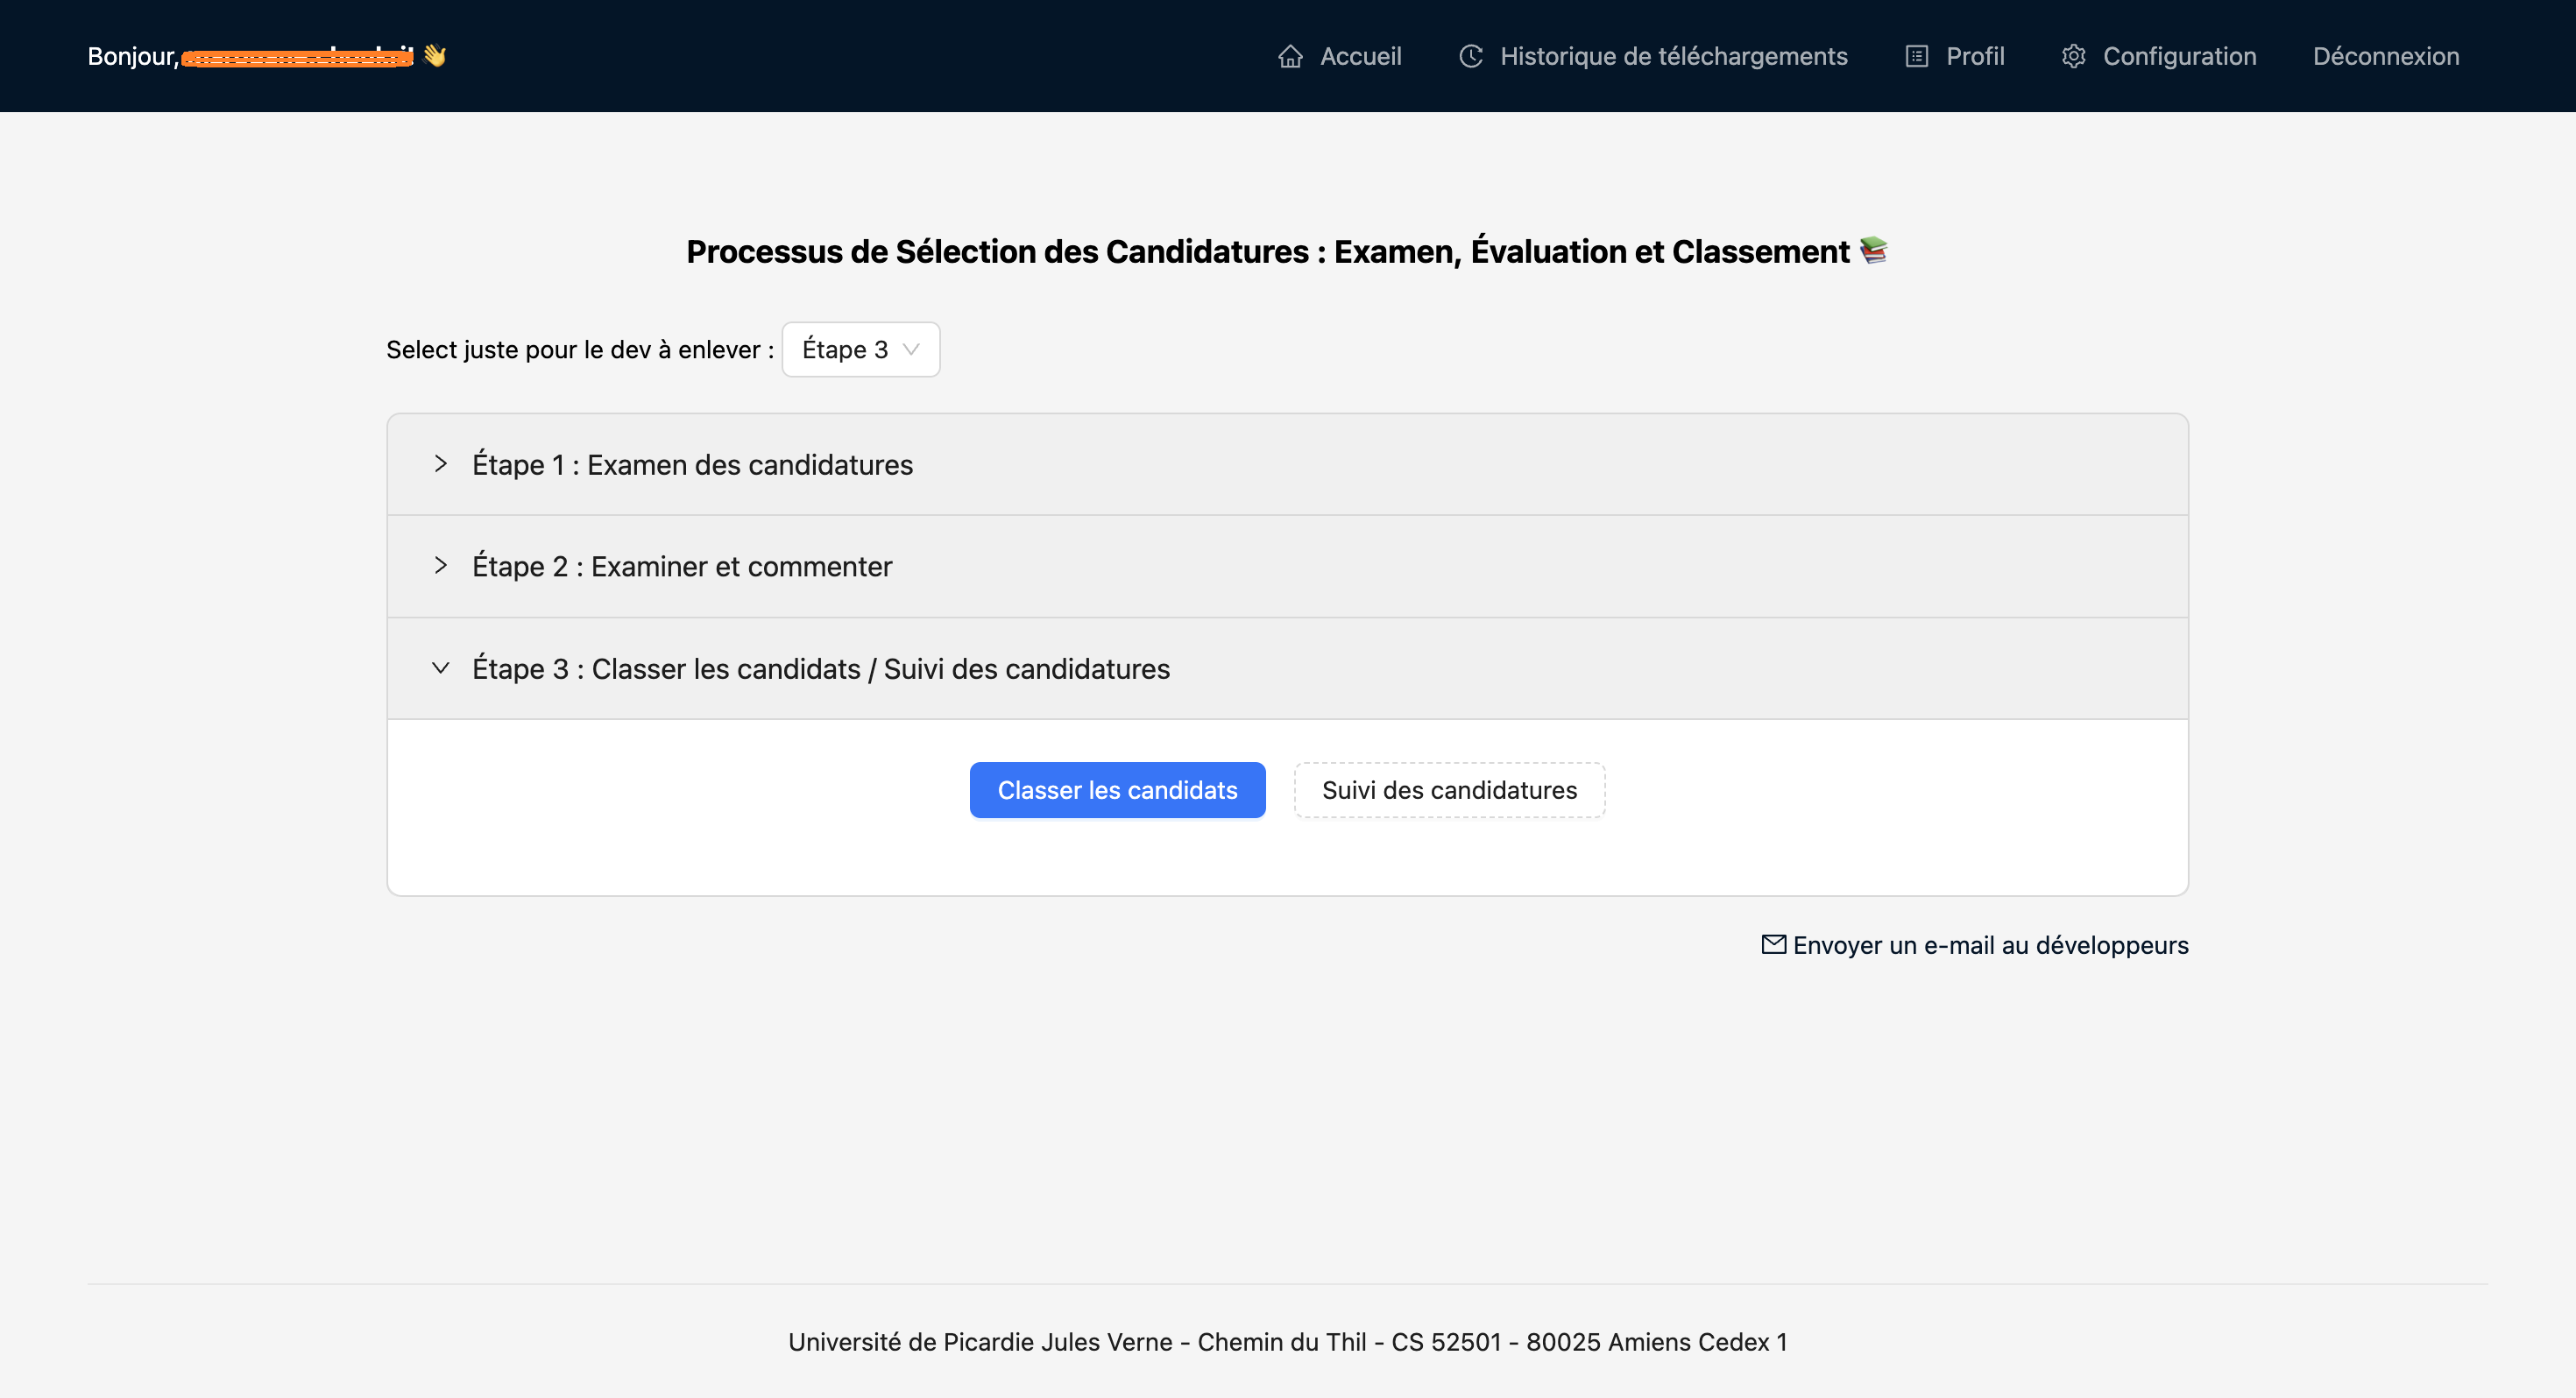 Bonjour, 👋
Accueil
Historique de téléchargements
Profil
Configuration
Déconnexion
Processus de Sélection des Candidatures : Examen, Évaluation et Classement 📚
Select juste pour le dev à enlever : Étape 3
Étape 1 : Examen des candidatures
Étape 2 : Examiner et commenter
Étape 3 : Classer les candidats / Suivi des candidatures
Classer les candidats
Suivi des candidatures
Envoyer un e-mail au développeurs
Université de Picardie Jules Verne - Chemin du Thil - CS 52501 - 80025 Amiens Cedex 1